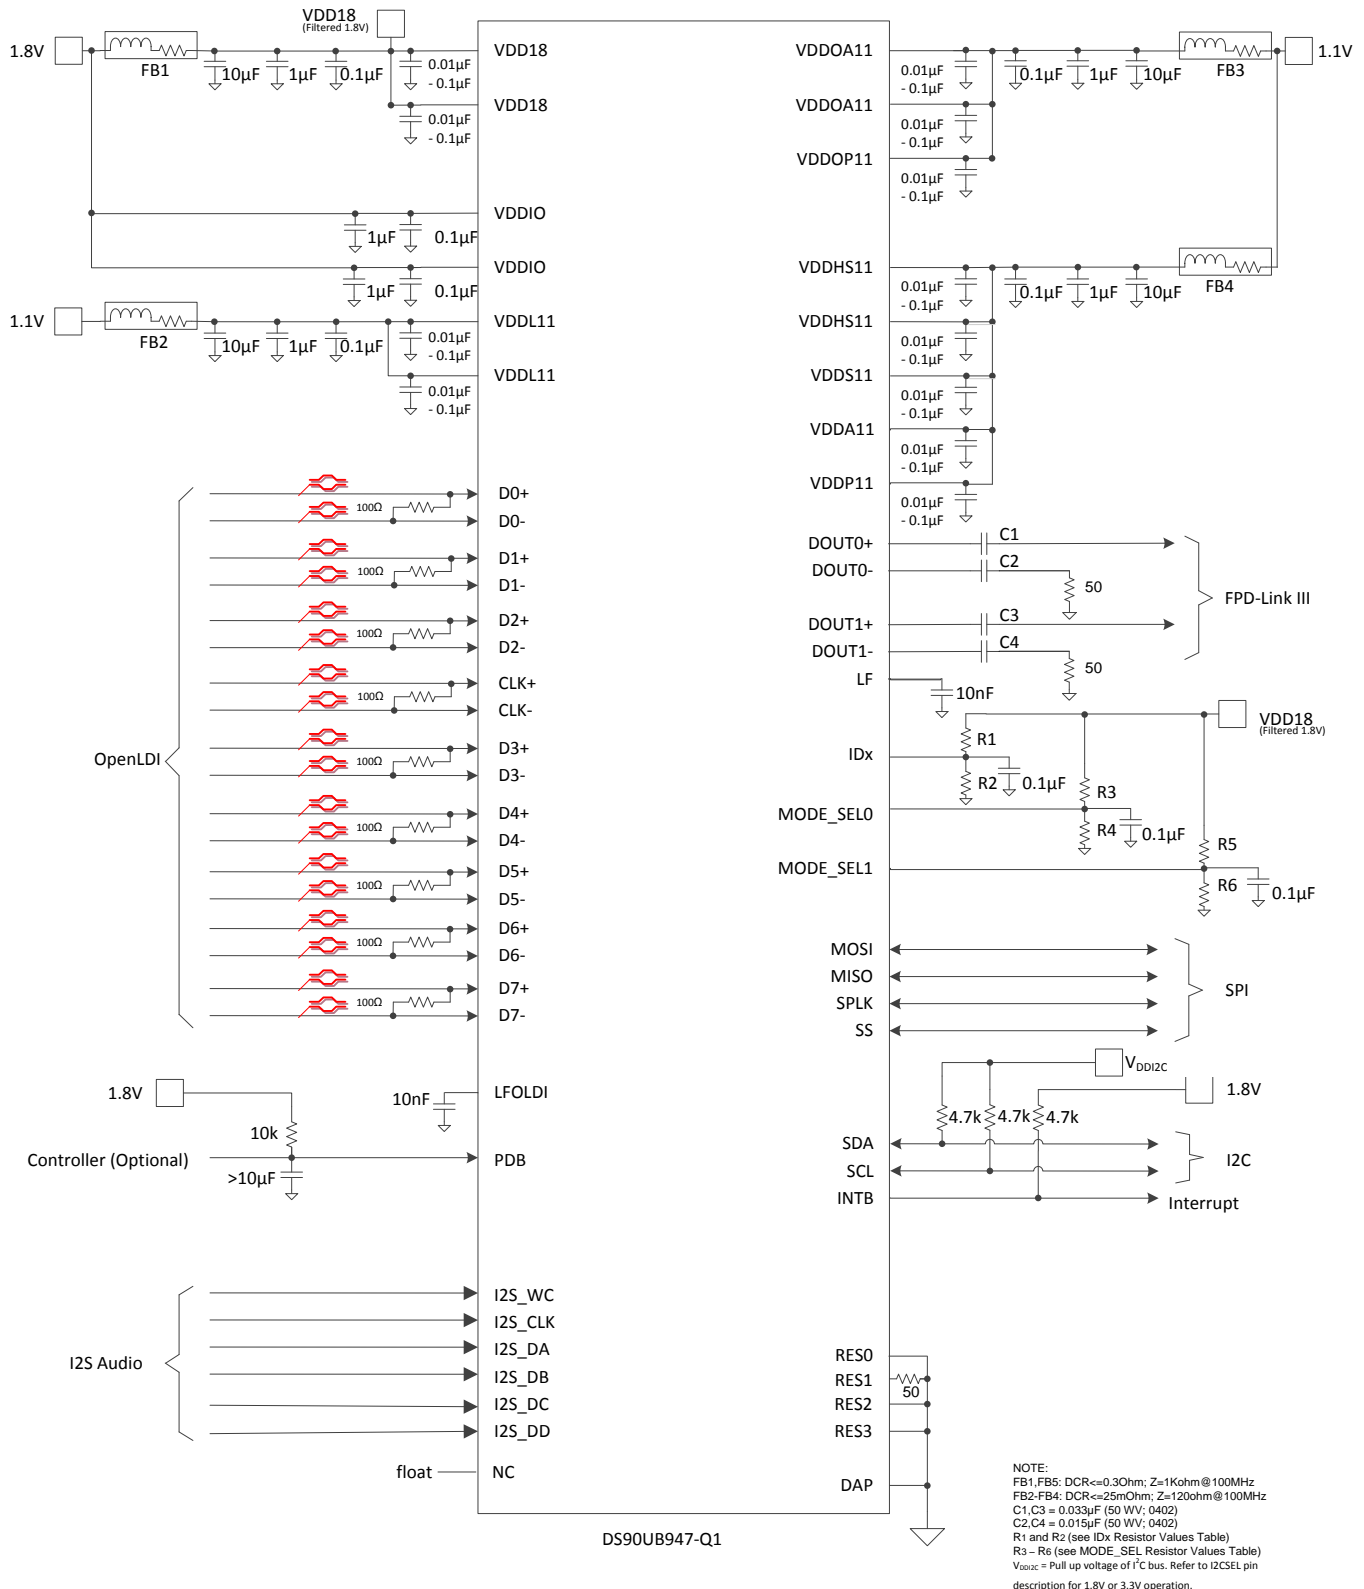 VDD18
(Filtered 1.8V)
1.8V
FB1
10µF
1µF
0.1µF
0.01µF
- 0.1µF
VDD18
0.01µF
- 0.1µF
VDD18
1µF
0.1µF
VDDIO
1µF
0.1µF
VDDIO
1.1V
FB2
10µF
1µF
0.1µF
0.01µF
- 0.1µF
VDDL11
0.01µF
- 0.1µF
VDDL11
OpenLDI
100Ω
D0+
D0-
100Ω
D1+
D1-
100Ω
D2+
D2-
100Ω
CLK+
CLK-
100Ω
D3+
D3-
100Ω
D4+
D4-
100Ω
D5+
D5-
100Ω
D6+
D6-
100Ω
D7+
D7-
1.8V
10k
10nF
LFOLDI
Controller (Optional)
>10µF
PDB
I2S Audio
I2S_WC
I2S_CLK
I2S_DA
I2S_DB
I2S_DC
I2S_DD
float
NC
VDDOA11
0.01µF
- 0.1µF
0.1µF
1µF
10µF
FB3
1.1V
VDDOA11
0.01µF
- 0.1µF
VDDOP11
0.01µF
- 0.1µF
VDDHS11
0.01µF
- 0.1µF
0.1µF
1µF
10µF
FB4
VDDHS11
0.01µF
- 0.1µF
VDDS11
0.01µF
- 0.1µF
VDDA11
0.01µF
- 0.1µF
VDDP11
0.01µF
- 0.1µF
DOUT0+
C1
DOUT0-
C2
50
DOUT1+
C3
DOUT1-
C4
50
FPD-Link III
LF
10nF
VDD18
(Filtered 1.8V)
IDx
R1
R2
0.1µF
MODE_SEL0
R3
R4
0.1µF
MODE_SEL1
R5
R6
0.1µF
MOSI
MISO
SPLK
SS
SPI
VDDI2C
1.8V
4.7k
4.7k
4.7k
SDA
SCL
I2C
INTB
Interrupt
RES0
RES1
50
RES2
RES3
DAP
DS90UB947-Q1
NOTE:
FB1,FB5: DCR<=0.3Ohm; Z=1Kohm@100MHz
FB2-FB4: DCR<=25mOhm; Z=120ohm@100MHz
C1,C3 = 0.033µF (50 WV; 0402)
C2,C4 = 0.015µF (50 WV; 0402)
R1 and R2 (see IDx Resistor Values Table)
R3 – R6 (see MODE_SEL Resistor Values Table)
VDDI2C = Pull up voltage of I2C bus. Refer to I2CSEL pin
description for 1.8V or 3.3V operation.